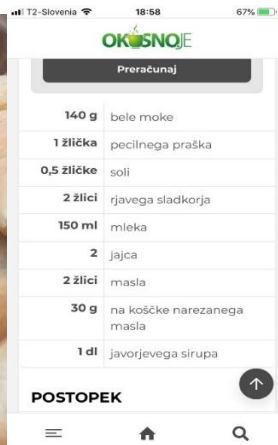 T2-Slovenia 18:58 67%
OKUSNOJE
Preračunaj
140 g bele moke
1 žlička pecilnega praška
0,5 žličke soli
2 žlici rjavega sladkorja
150 ml mleka
2 jajca
2 žlici masla
30 g na koščke narezanega
masla
1 dl javorjevega sirupa
POSTOPEK